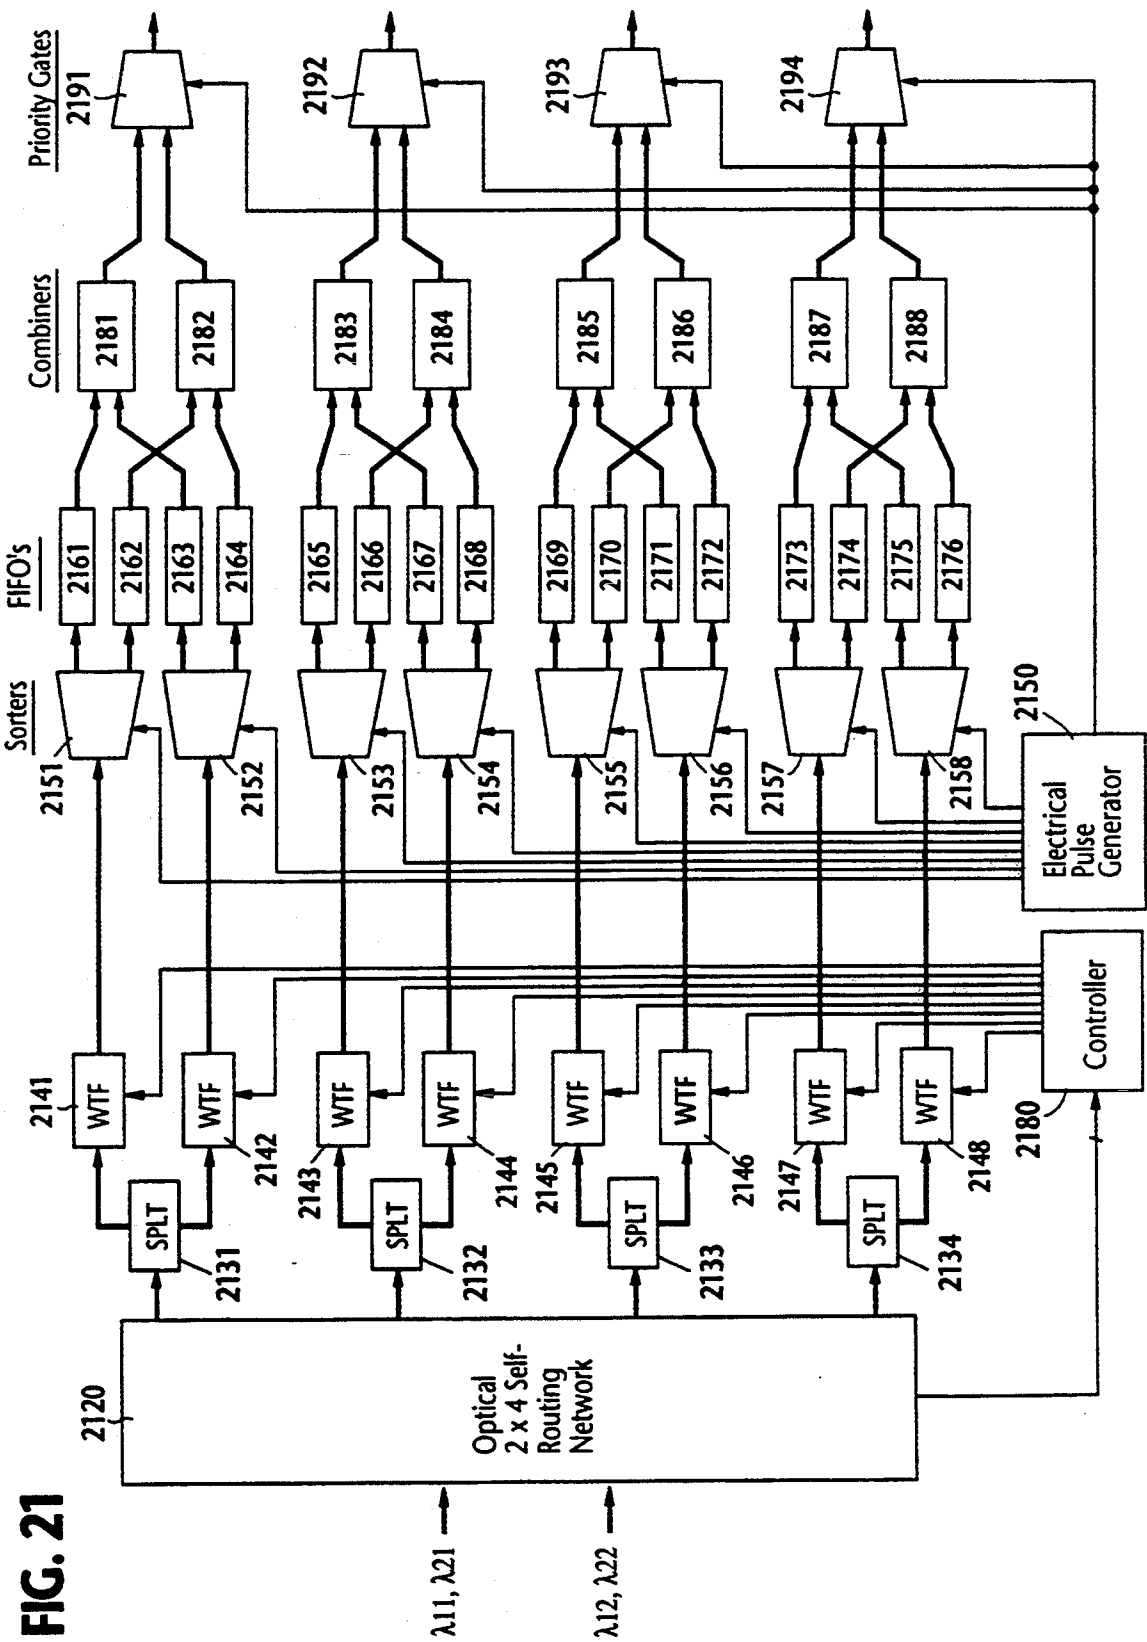 FIG. 21
λ11, λ21
λ12, λ22
2120
Optical
2 x 4 Self-
Routing
Network
SPLT
2131
SPLT
2132
SPLT
2133
SPLT
2134
2141
WTF
WTF
2142
WTF
2143
WTF
2144
WTF
2145
WTF
2146
WTF
2147
WTF
2148
Controller
2180
Electrical
Pulse
Generator
2150
Sorters
2151
2152
2153
2154
2155
2156
2157
2158
FIFO's
2161
2162
2163
2164
2165
2166
2167
2168
2169
2170
2171
2172
2173
2174
2175
2176
Combiners
2181
2182
2183
2184
2185
2186
2187
2188
Priority Gates
2191
2192
2193
2194